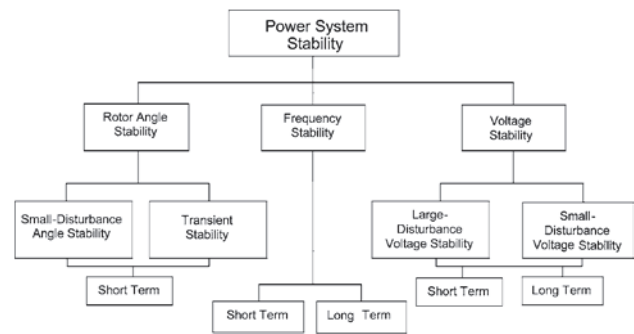 Power System
Stability
Rotor Angle
Stability
Frequency
Stability
Voltage
Stability
Small-Disturbance
Angle Stability
Transient
Stability
Large-
Disturbance
Voltage Stability
Small-
Disturbance
Voltage Stability
Short Term
Short Term
Long Term
Short Term
Long Term